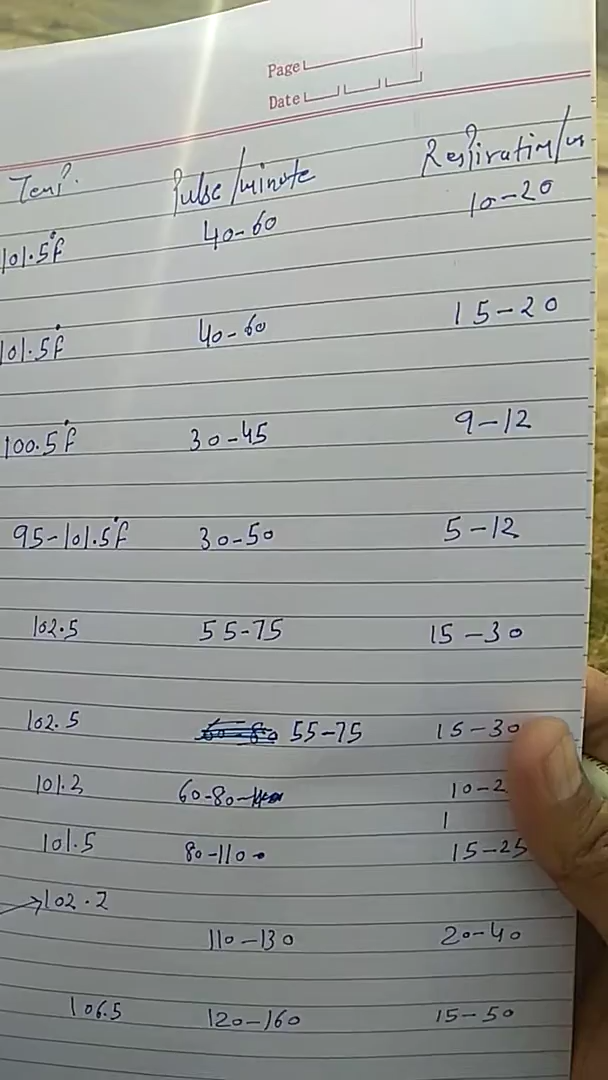 Page
Date
Temp. Pulse/minute Respiration/
101.5°f 40-60 10-20
101.5°f 40-60 15-20
100.5°f 30-45 9-12
95-101.5°f 30-50 5-12
102.5 55-75 15-30
102.5 55-75 15-30
101.2 60-80- 10-2
1
101.5 80-110 15-25
102.2
110-130 20-40
106.5 120-160 15-50